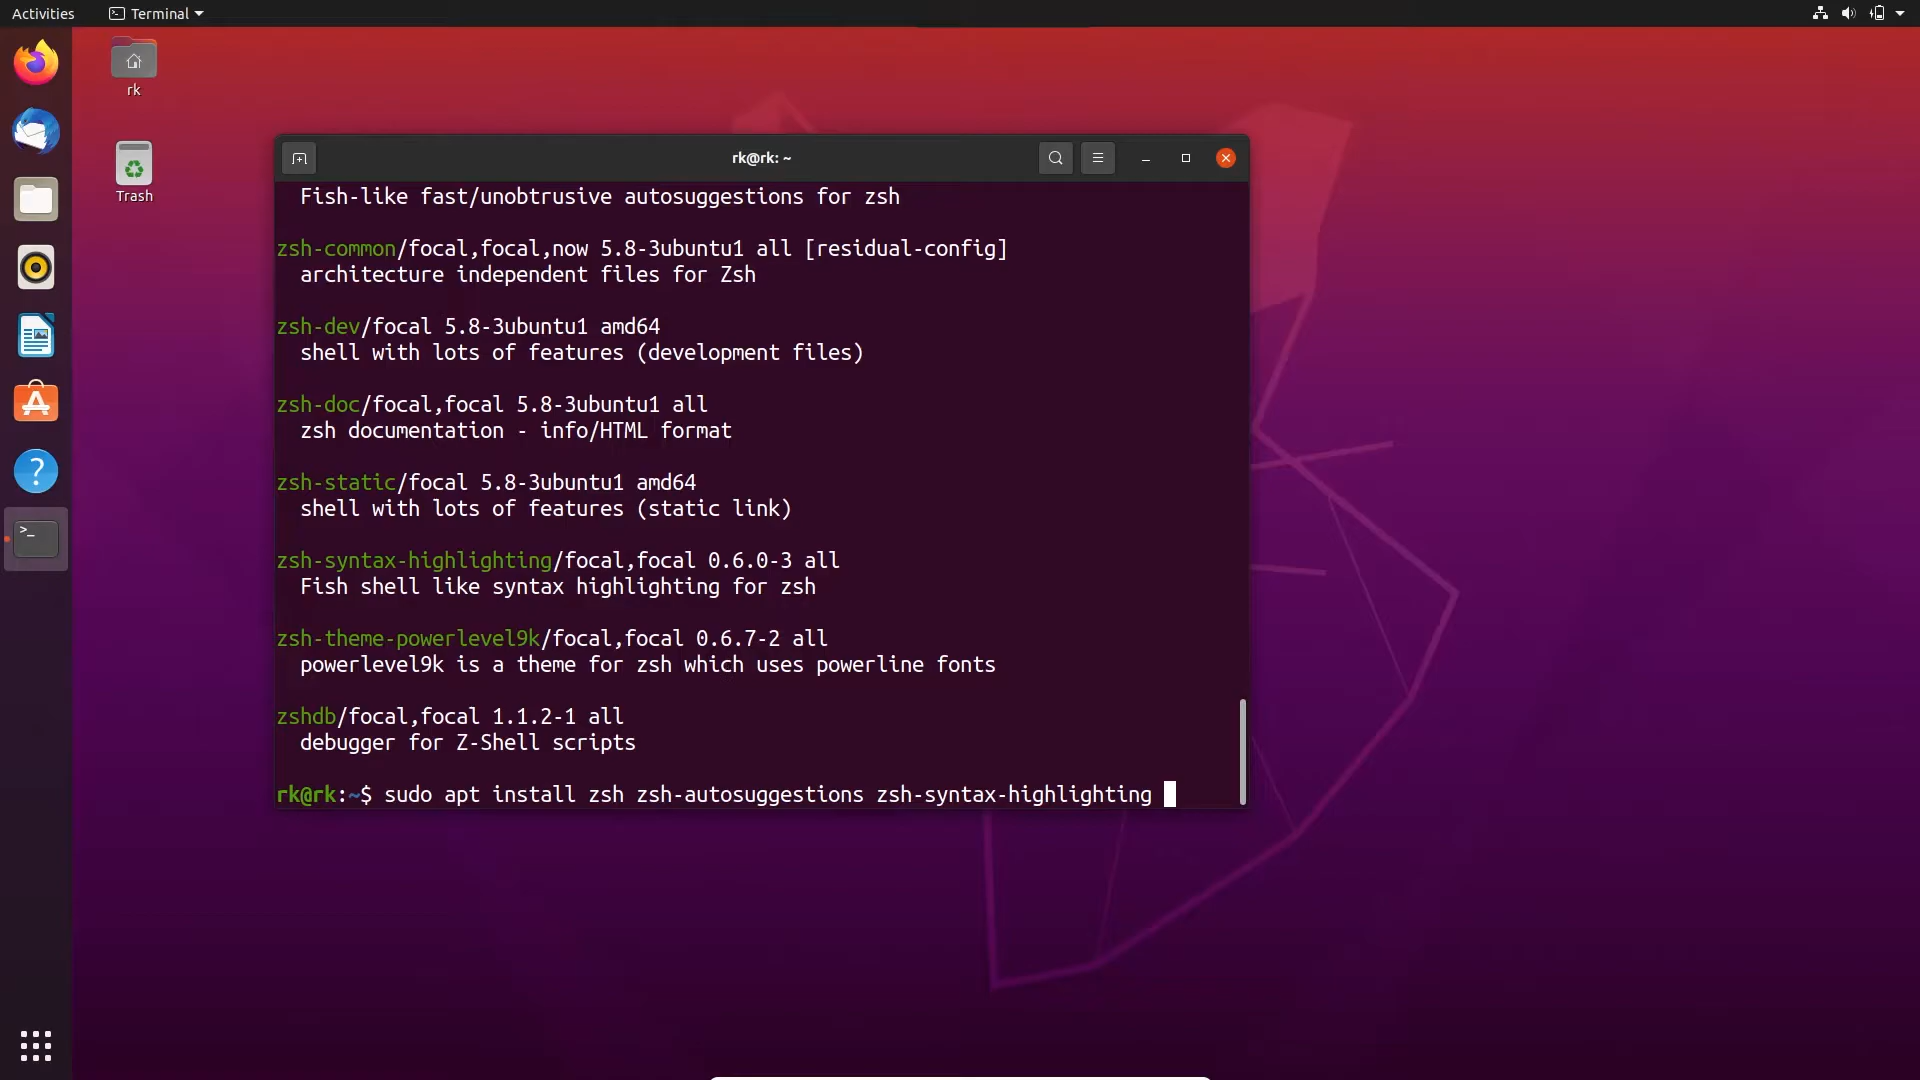 Activities
Terminal
rk
Trash
rk@rk: ~
Fish-like fast/unobtrusive autosuggestions for zsh
zsh-common/focal,focal,now 5.8-3ubuntu1 all [residual-config]
architecture independent files for Zsh
zsh-dev/focal 5.8-3ubuntu1 amd64
shell with lots of features (development files)
zsh-doc/focal,focal 5.8-3ubuntu1 all
zsh documentation - info/HTML format
zsh-static/focal 5.8-3ubuntu1 amd64
shell with lots of features (static link)
zsh-syntax-highlighting/focal,focal 0.6.0-3 all
Fish shell like syntax highlighting for zsh
zsh-theme-powerlevel9k/focal,focal 0.6.7-2 all
powerlevel9k is a theme for zsh which uses powerline fonts
zshdb/focal,focal 1.1.2-1 all
debugger for Z-Shell scripts
rk@rk:~$ sudo apt install zsh zsh-autosuggestions zsh-syntax-highlighting